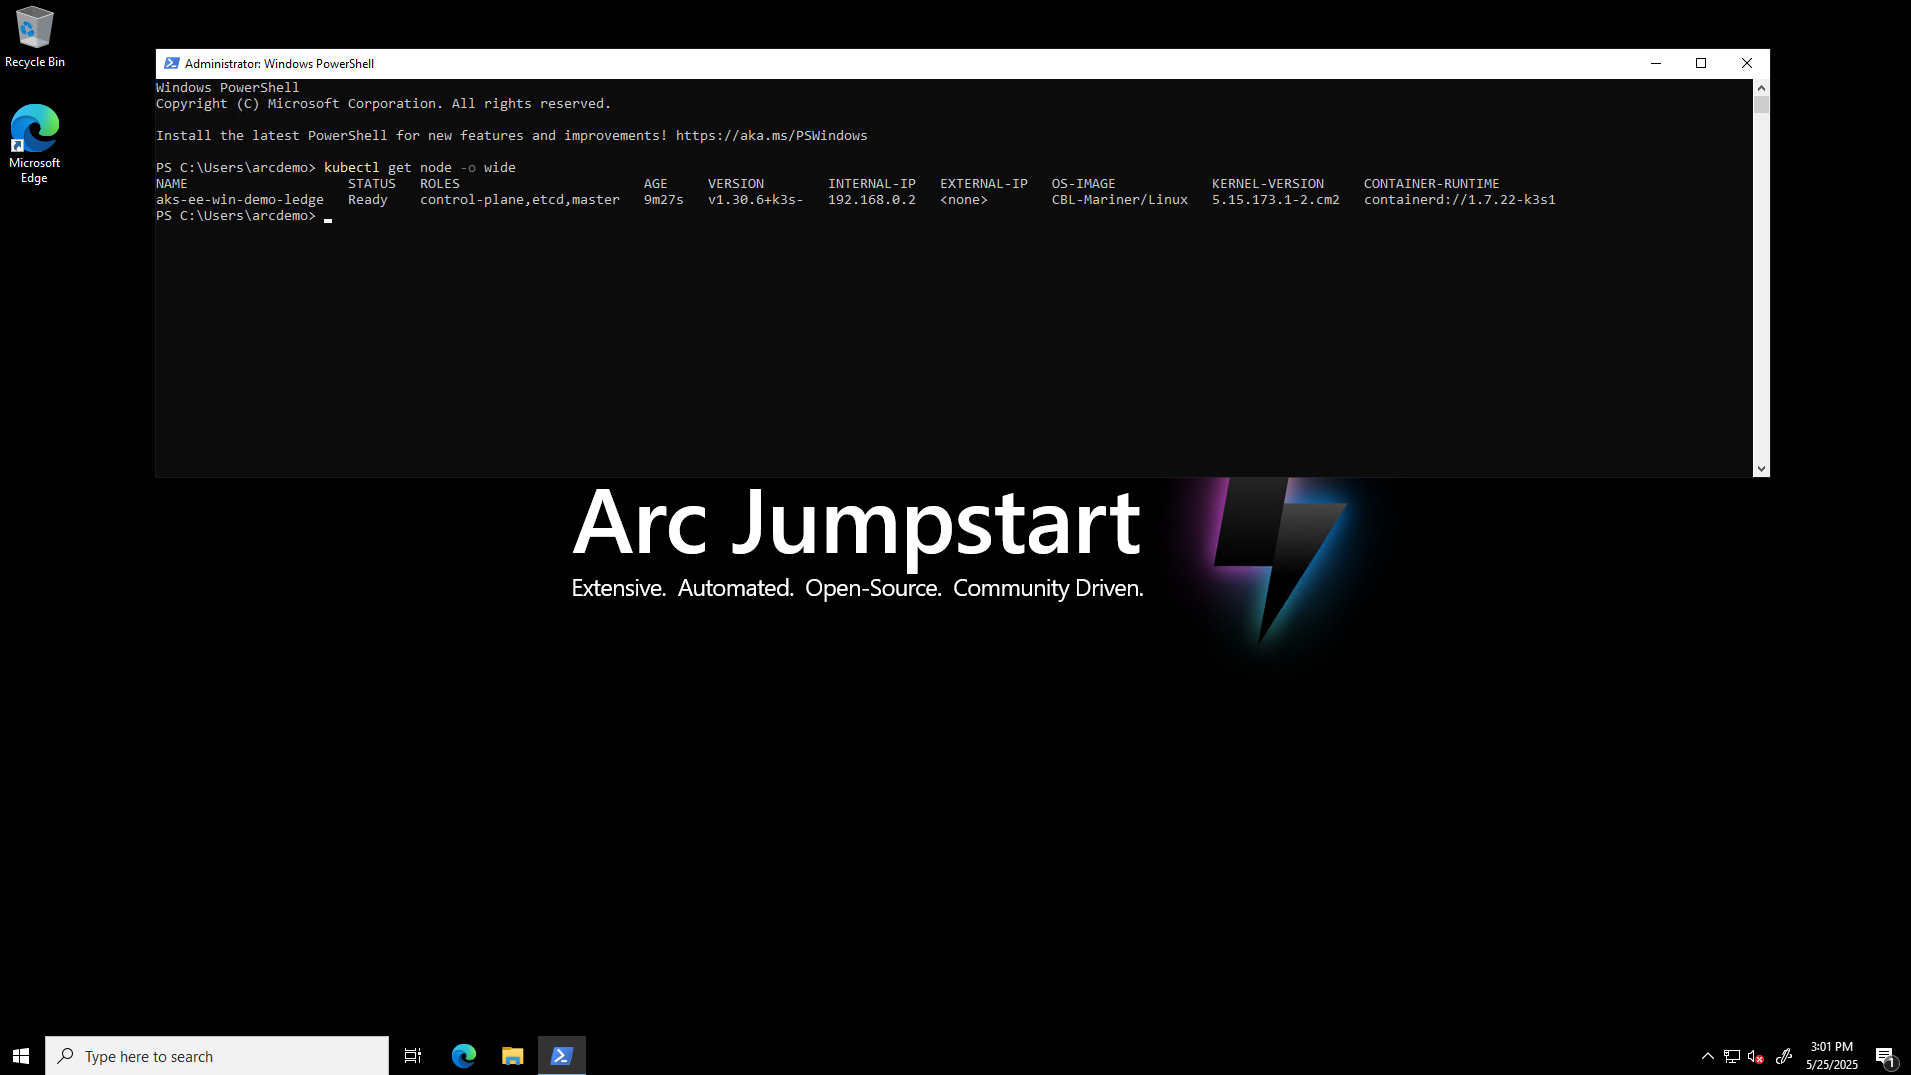 Recycle Bin
Microsoft
Edge
Administrator: Windows PowerShell
Windows PowerShell
Copyright (C) Microsoft Corporation. All rights reserved.
Install the latest PowerShell for new features and improvements! https://aka.ms/PSWindows
PS C:\Users\arcdemo> kubectl get node -o wide
NAME STATUS ROLES AGE VERSION INTERNAL-IP EXTERNAL-IP OS-IMAGE KERNEL-VERSION CONTAINER-RUNTIME
aks-ee-win-demo-ledge Ready control-plane,etcd,master 9m27s v1.30.6+k3s- 192.168.0.2 <none> CBL-Mariner/Linux 5.15.173.1-2.cm2 containerd://1.7.22-k3s1
PS C:\Users\arcdemo>
Arc Jumpstart
Extensive. Automated. Open-Source. Community Driven.
Type here to search
3:01 PM
5/25/2025
1